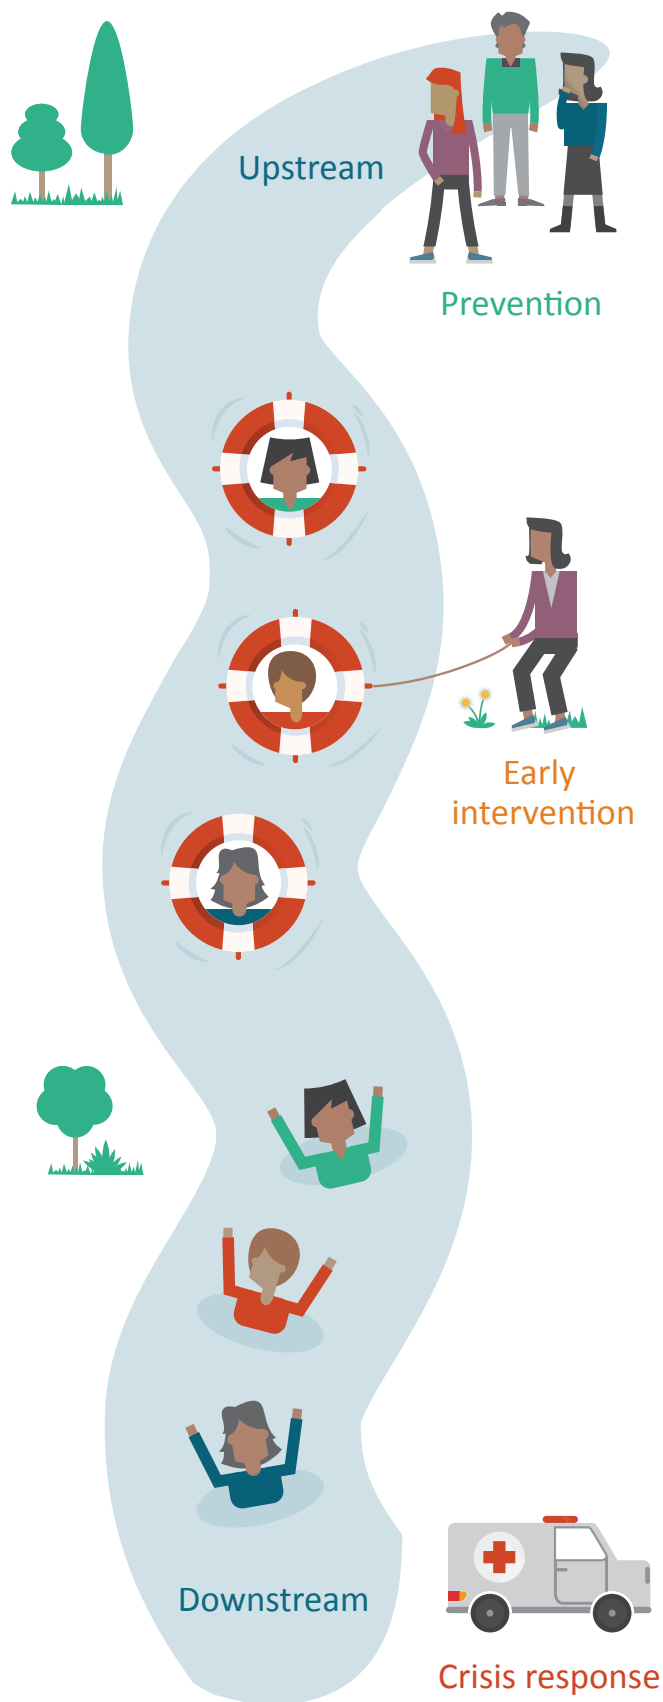 Upstream
Prevention
Early
intervention
Downstream
Crisis response